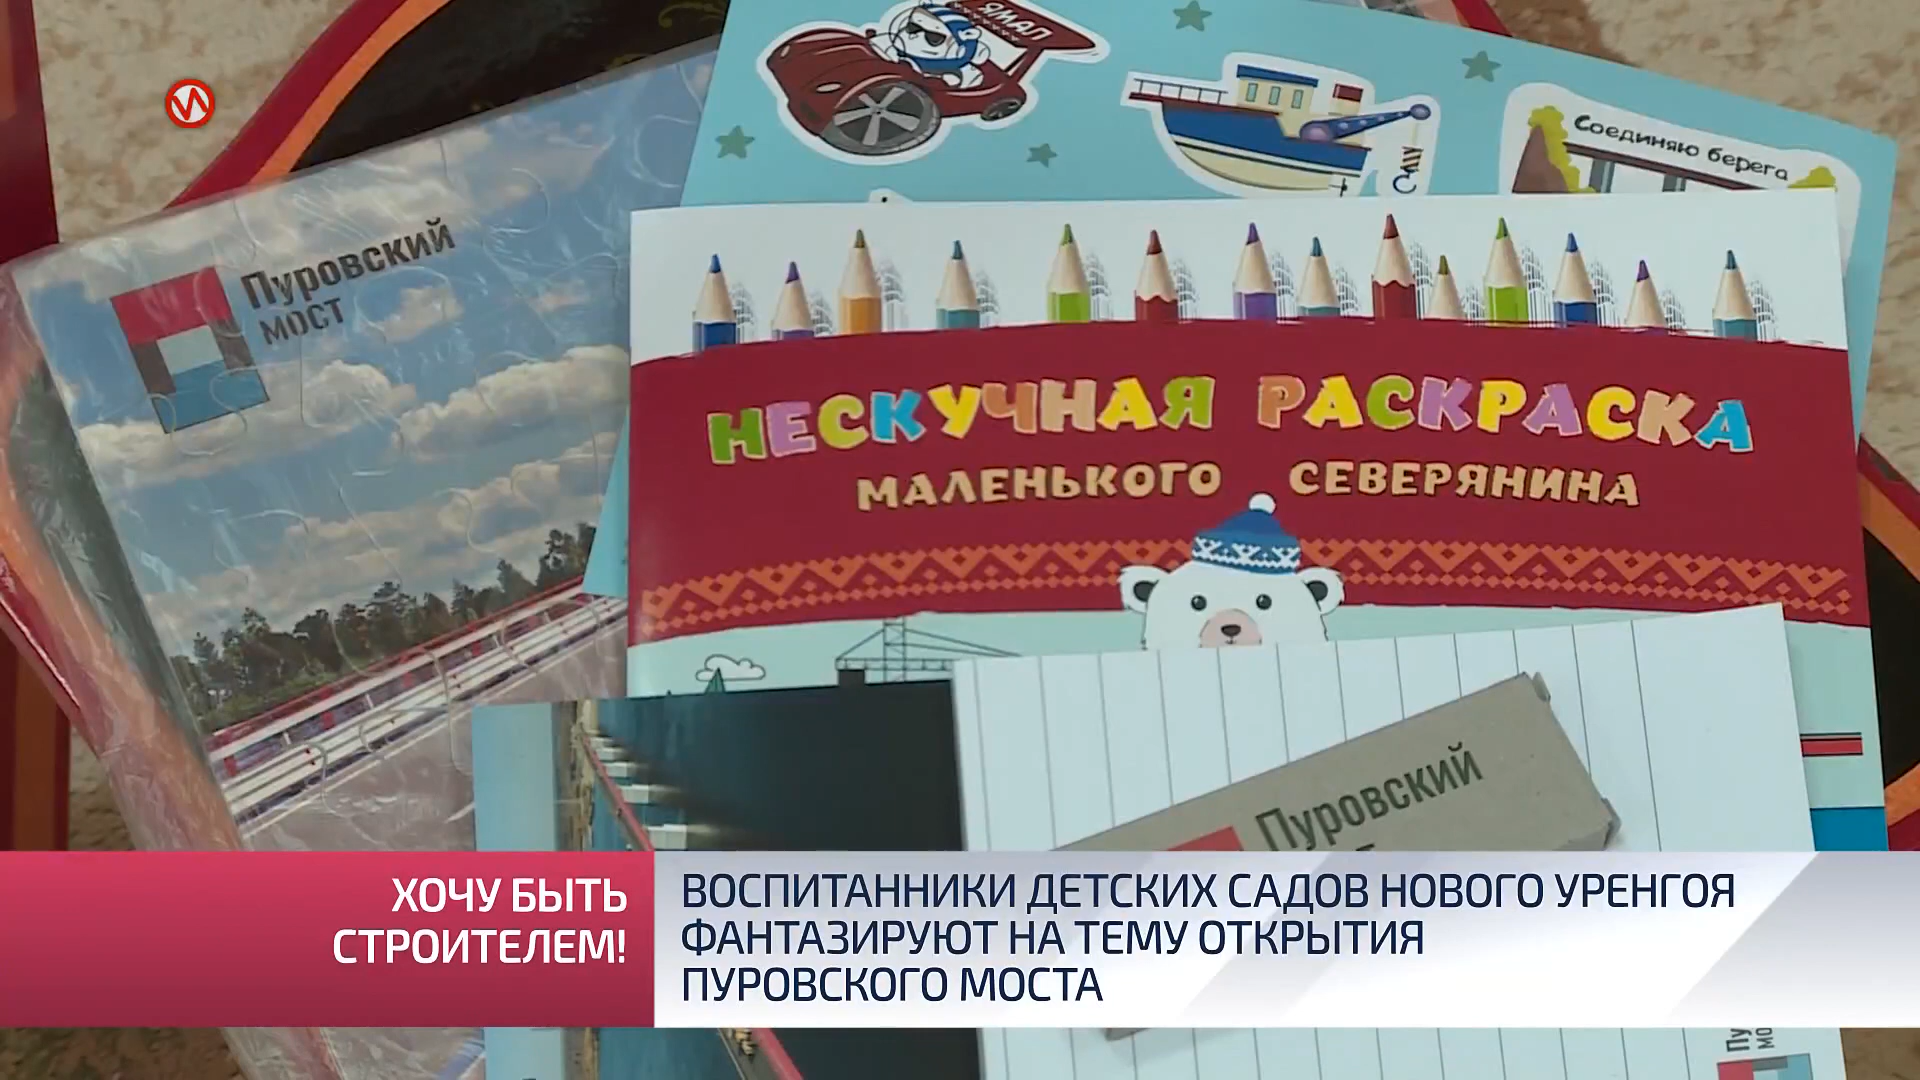 ЯМАЛ
Соединяю берега
Пуровский
мост
НЕСКУЧНАЯ РАСКРАСКА
МАЛЕНЬКОГО СЕВЕРЯНИНА
Пуровский
ХОЧУ БЫТЬ
СТРОИТЕЛЕМ!
ВОСПИТАННИКИ ДЕТСКИХ САДОВ НОВОГО УРЕНГОЯ
ФАНТАЗИРУЮТ НА ТЕМУ ОТКРЫТИЯ
ПУРОВСКОГО МОСТА